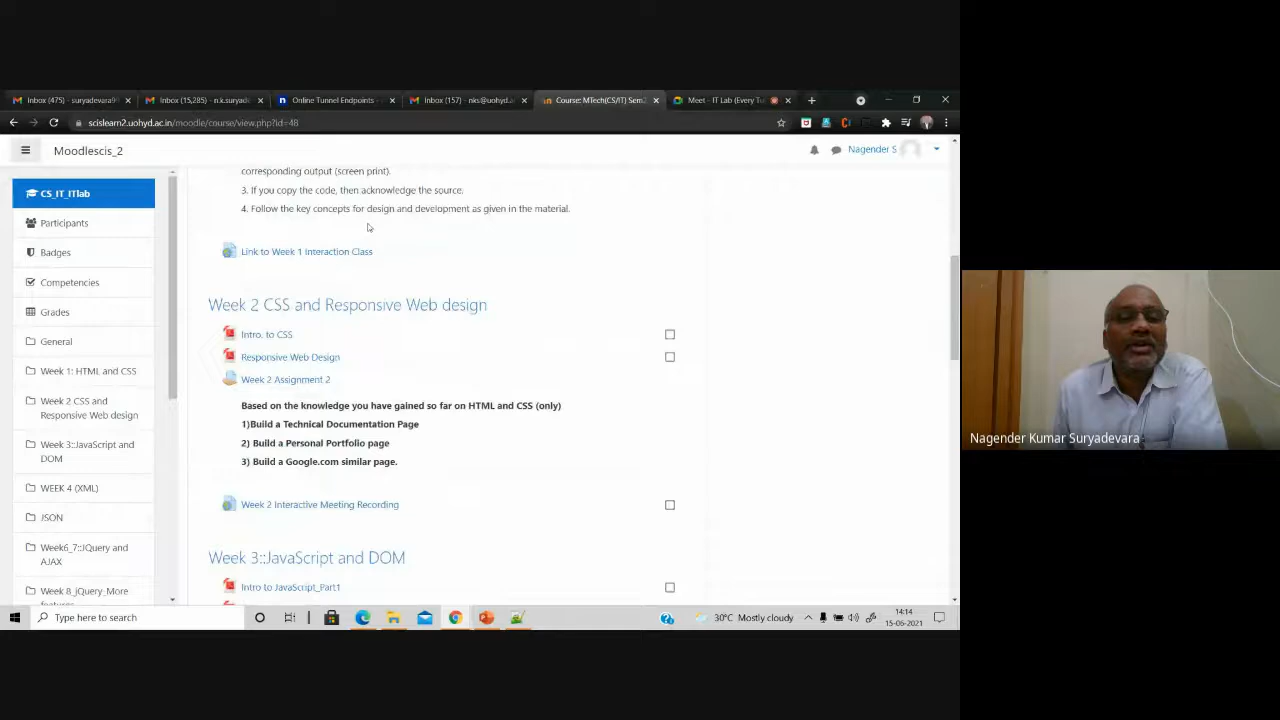 Inbox (475) - suryadevara9
Inbox (15,285) - n.k.suryade
Online Tunnel Endpoints -
Inbox (157) - nks@uohyd.a
Course: MTech(CS/IT) Sem
Meet - IT Lab (Every Tu
scislearn2.uohyd.ac.in/moodle/course/view.php?id=48
Moodlescis_2
Nagender S
CS_IT_ITlab
Participants
Badges
Competencies
Grades
General
Week 1: HTML and CSS
Week 2 CSS and
Responsive Web design
Week 3::JavaScript and
DOM
WEEK 4 (XML)
JSON
Week6_7::JQuery and
AJAX
Week 8_jQuery_More
features
corresponding output (screen print).
3. If you copy the code, then acknowledge the source.
4. Follow the key concepts for design and development as given in the material.
Link to Week 1 Interaction Class
Week 2 CSS and Responsive Web design
Intro. to CSS
Responsive Web Design
Week 2 Assignment 2
Based on the knowledge you have gained so far on HTML and CSS (only)
1)Build a Technical Documentation Page
2) Build a Personal Portfolio page
3) Build a Google.com similar page.
Week 2 Interactive Meeting Recording
Week 3::JavaScript and DOM
Intro to JavaScript_Part1
Nagender Kumar Suryadevara
Type here to search
30°C Mostly cloudy
14:14
15-06-2021